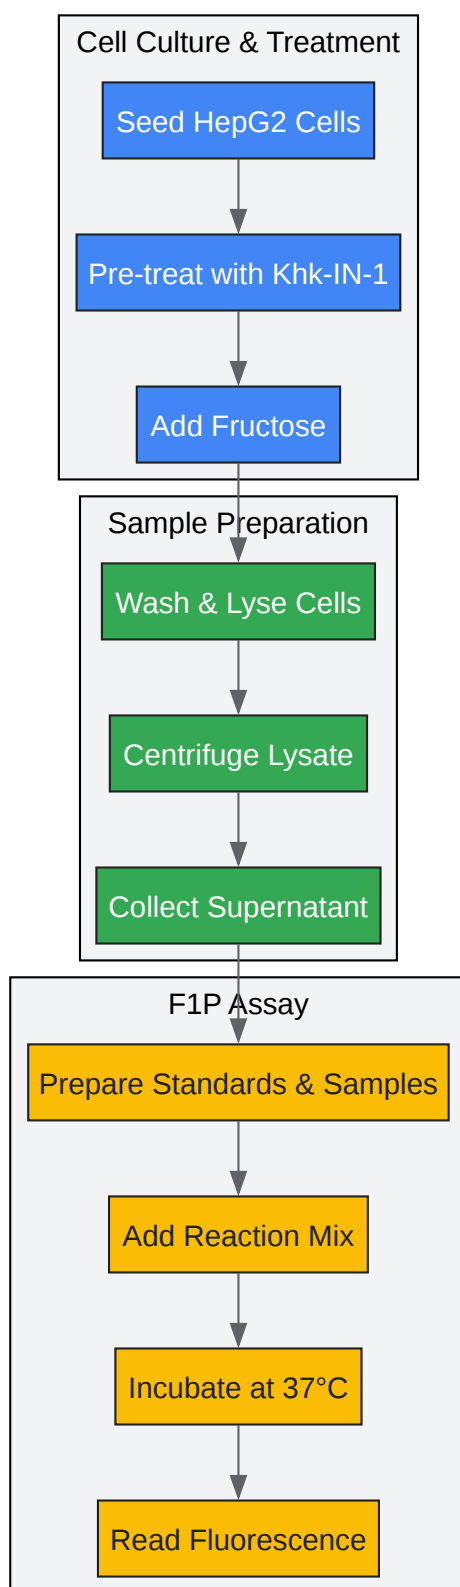 Cell Culture & Treatment
Seed HepG2 Cells
Pre-treat with Khk-IN-1
Add Fructose
Sample Preparation
Wash & Lyse Cells
Centrifuge Lysate
Collect Supernatant
F1P Assay
Prepare Standards & Samples
Add Reaction Mix
Incubate at 37°C
Read Fluorescence